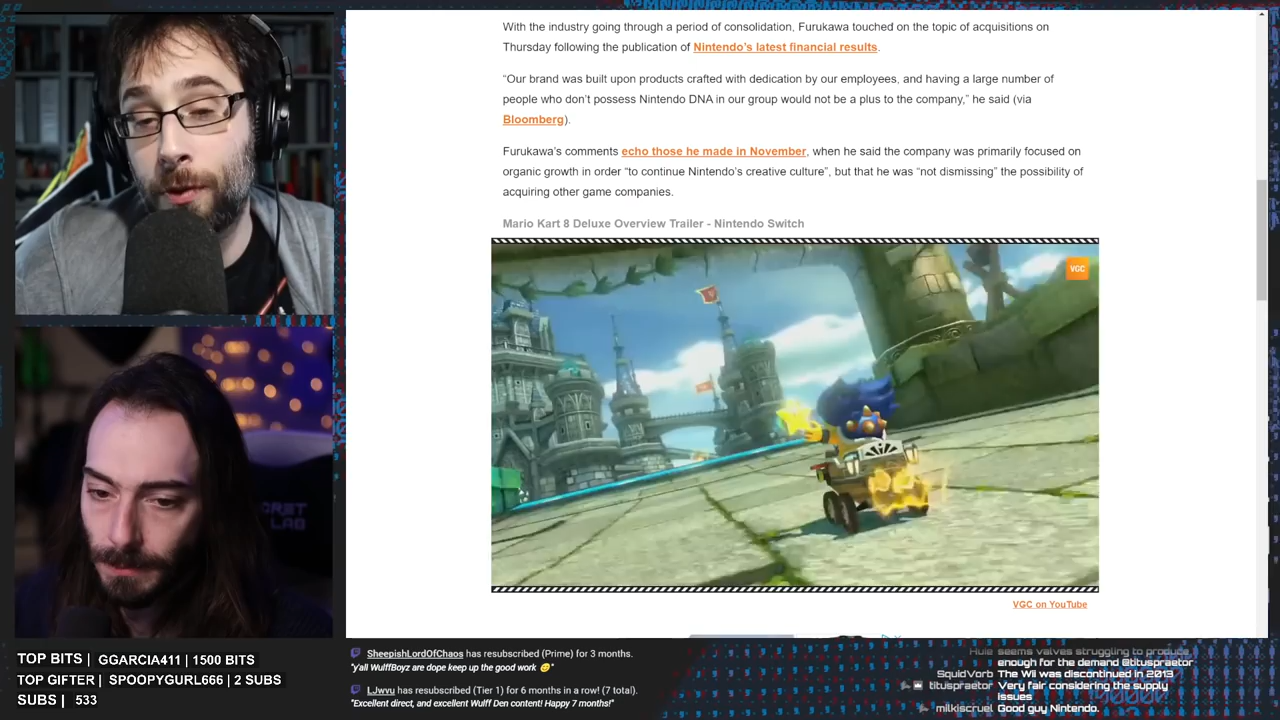 With the industry going through a period of consolidation, Furukawa touched on the topic of acquisitions on
Thursday following the publication of Nintendo’s latest financial results.
“Our brand was built upon products crafted with dedication by our employees, and having a large number of
people who don’t possess Nintendo DNA in our group would not be a plus to the company,” he said (via
Bloomberg).
Furukawa’s comments echo those he made in November, when he said the company was primarily focused on
organic growth in order “to continue Nintendo’s creative culture”, but that he was “not dismissing” the possibility of
acquiring other game companies.
Mario Kart 8 Deluxe Overview Trailer - Nintendo Switch
VGC
VGC on YouTube
TOP BITS | GGARCIA411 | 1500 BITS
TOP GIFTER | SPOOPYGURL666 | 2 SUBS
SUBS | 533
SheepishLordOfChaos has resubscribed (Prime) for 3 months.
"y'all WulffBoyz are dope keep up the good work 😄"
LJwvu has resubscribed (Tier 1) for 6 months in a row! (7 total).
"Excellent direct, and excellent Wulff Den content! Happy 7 months!"
seems valves struggling to produce
enough for the demand @tituspraetor
SquidVorb The Wii was discontinued in 2013
tituspraetor Very fair considering the supply
issues
milkiscruel Good guy Nintendo.